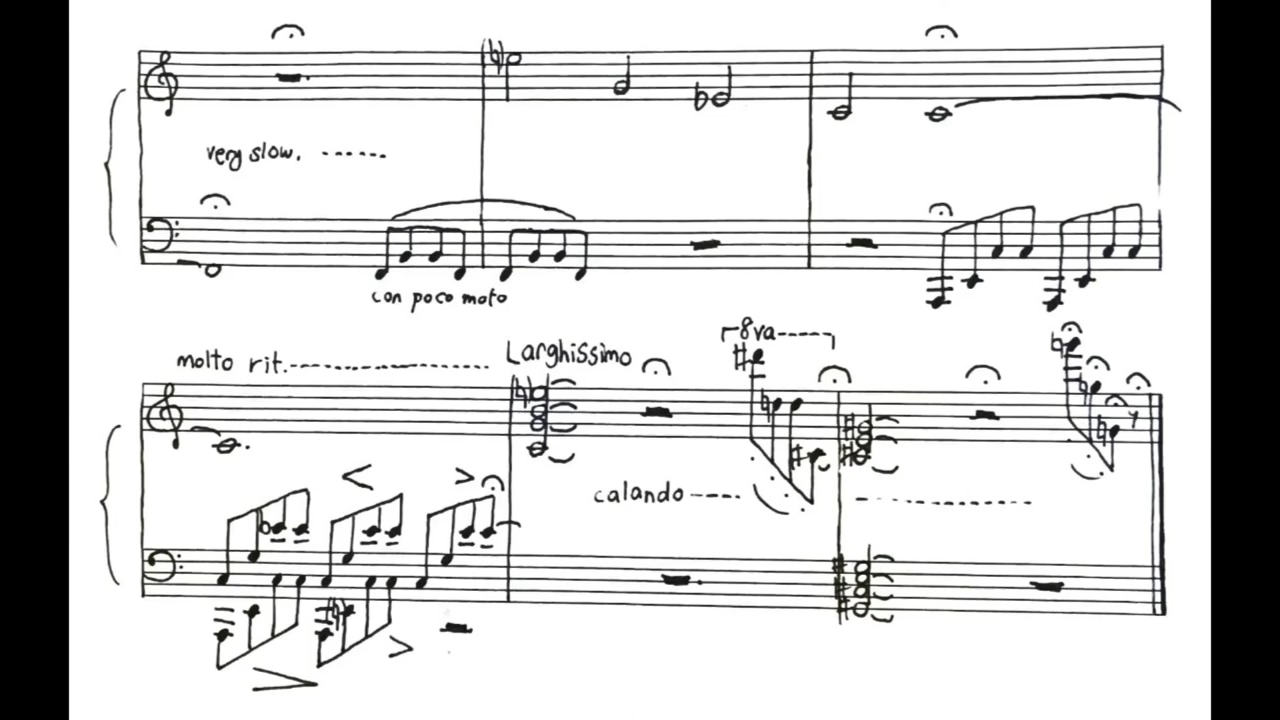 very slow. ------
con poco moto
molto rit.--------------------
Larghissimo
8va-----
calando----